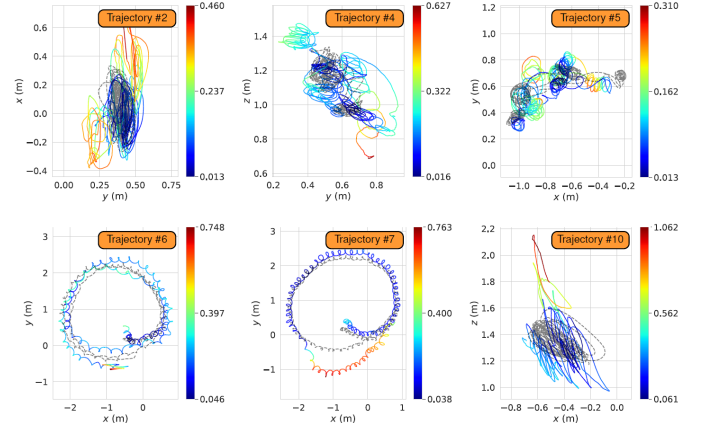 Trajectory #2
0.6
0.4
0.2
0.0
−0.2
−0.4
x (m)
0.00 0.25 0.50 0.75
y (m)
0.460
0.237
0.013
Trajectory #4
1.4
1.2
1.0
0.8
0.6
z (m)
0.2 0.4 0.6 0.8
y (m)
0.627
0.322
0.016
Trajectory #5
1.2
1.0
0.8
0.6
0.4
0.2
0.0
y (m)
−1.0 −0.8 −0.6 −0.4 −0.2
x (m)
0.310
0.162
0.013
Trajectory #6
3
2
1
0
−1
y (m)
−2 −1 0
x (m)
0.748
0.397
0.046
Trajectory #7
3
2
1
0
−1
y (m)
−2 −1 0 1
x (m)
0.763
0.400
0.038
Trajectory #10
2.2
2.0
1.8
1.6
1.4
1.2
1.0
z (m)
−0.8 −0.6 −0.4 −0.2 0.0
x (m)
1.062
0.562
0.061